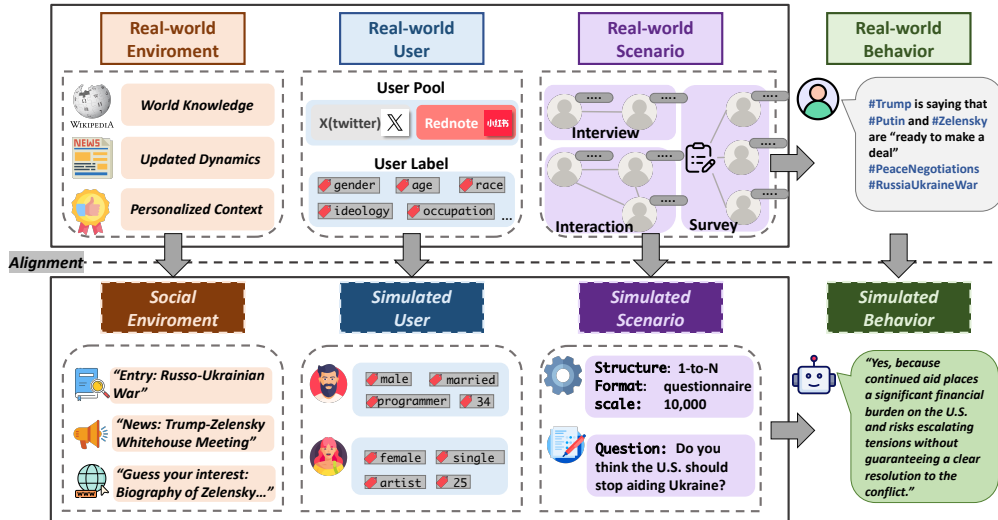 Real-world
Enviroment
Real-world
User
Real-world
Scenario
Real-world
Behavior
WIKIPEDIA
World Knowledge
NEWS
Updated Dynamics
Personalized Context
User Pool
X(twitter)
Rednote
小红书
User Label
gender
age
race
ideology
occupation
...
Interview
Interaction
Survey
#Trump is saying that
#Putin and #Zelensky
are “ready to make a
deal”
#PeaceNegotiations
#RussiaUkraineWar
Alignment
Social
Enviroment
Simulated
User
Simulated
Scenario
Simulated
Behavior
“Entry: Russo-Ukrainian
War”
“News: Trump-Zelensky
Whitehouse Meeting”
“Guess your interest:
Biography of Zelensky...”
male
married
programmer
34
female
single
artist
25
Structure: 1-to-N
Format: questionnaire
scale: 10,000
Question: Do you
think the U.S. should
stop aiding Ukraine?
“Yes, because
continued aid places
a significant financial
burden on the U.S.
and risks escalating
tensions without
guaranteeing a clear
resolution to the
conflict.”